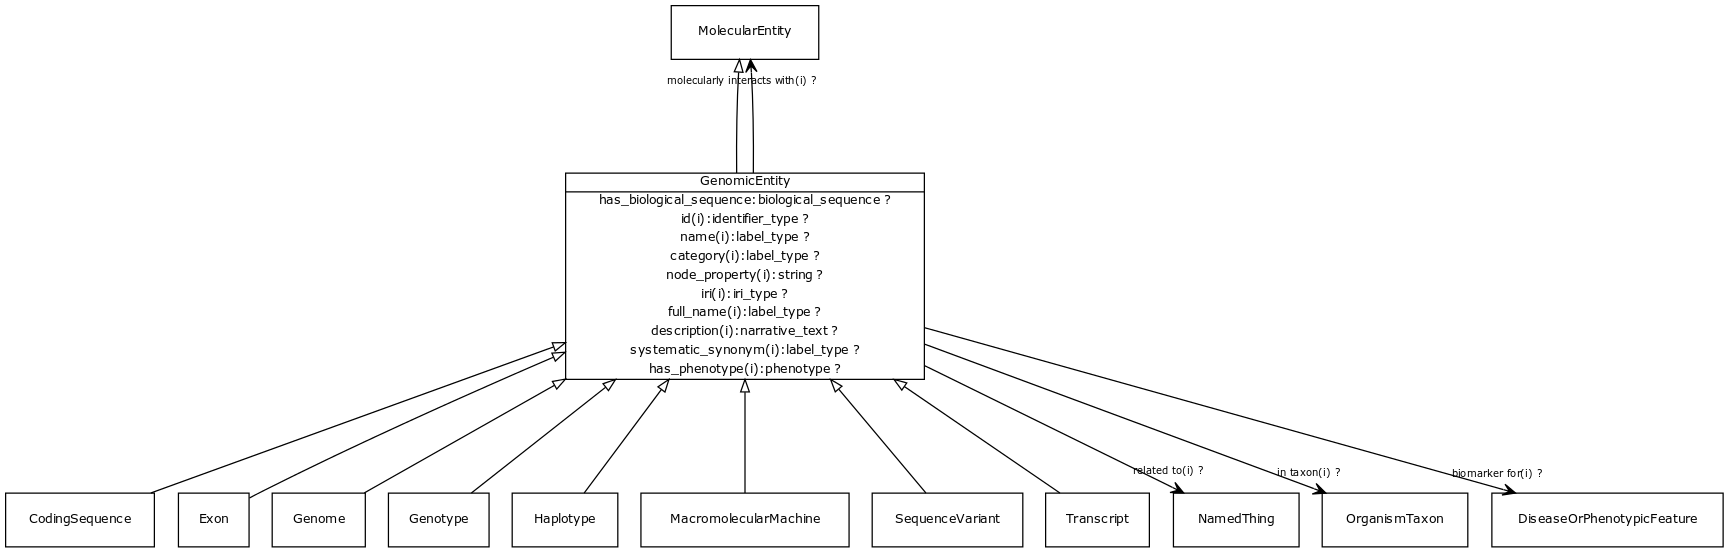 MolecularEntity
molecularly interacts with(i) ?
GenomicEntity
has_biological_sequence:biological_sequence ?
id(i):identifier_type ?
name(i):label_type ?
category(i):label_type ?
node_property(i):string ?
iri(i):iri_type ?
full_name(i):label_type ?
description(i):narrative_text ?
systematic_synonym(i):label_type ?
has_phenotype(i):phenotype ?
related to(i) ?
in taxon(i) ?
biomarker for(i) ?
CodingSequence
Exon
Genome
Genotype
Haplotype
MacromolecularMachine
SequenceVariant
Transcript
NamedThing
OrganismTaxon
DiseaseOrPhenotypicFeature